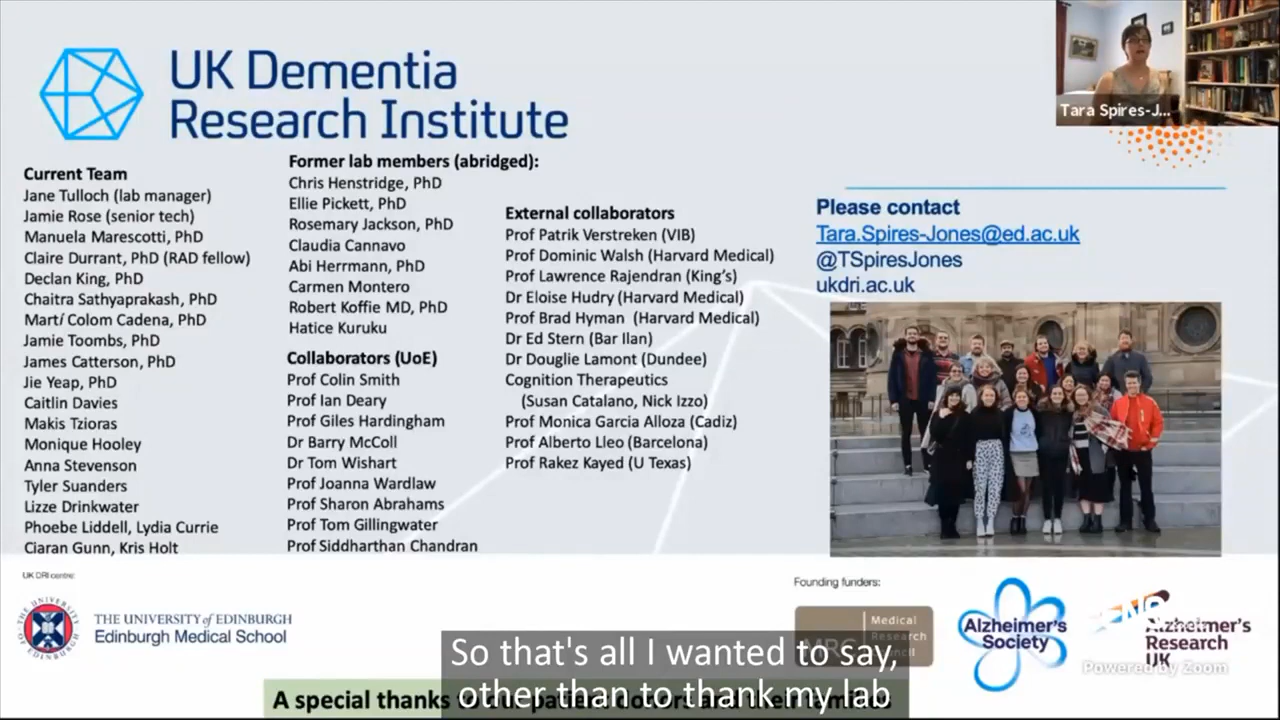 UK Dementia
Research Institute
Tara Spires-J...
Current Team
Jane Tulloch (lab manager)
Jamie Rose (senior tech)
Manuela Marescotti, PhD
Claire Durrant, PhD (RAD fellow)
Declan King, PhD
Chaitra Sathyaprakash, PhD
Martí Colom Cadena, PhD
Jamie Toombs, PhD
James Catterson, PhD
Jie Yeap, PhD
Caitlin Davies
Makis Tzioras
Monique Hooley
Anna Stevenson
Tyler Suanders
Lizze Drinkwater
Phoebe Liddell, Lydia Currie
Ciaran Gunn, Kris Holt
Former lab members (abridged):
Chris Henstridge, PhD
Ellie Pickett, PhD
Rosemary Jackson, PhD
Claudia Cannavo
Abi Herrmann, PhD
Carmen Montero
Robert Koffie MD, PhD
Hatice Kuruku
Collaborators (UoE)
Prof Colin Smith
Prof Ian Deary
Prof Giles Hardingham
Dr Barry McColl
Dr Tom Wishart
Prof Joanna Wardlaw
Prof Sharon Abrahams
Prof Tom Gillingwater
Prof Siddharthan Chandran
External collaborators
Prof Patrik Verstreken (VIB)
Prof Dominic Walsh (Harvard Medical)
Prof Lawrence Rajendran (King's)
Dr Eloise Hudry (Harvard Medical)
Prof Brad Hyman (Harvard Medical)
Dr Ed Stern (Bar Ilan)
Dr Douglie Lamont (Dundee)
Cognition Therapeutics
(Susan Catalano, Nick Izzo)
Prof Monica Garcia Alloza (Cadiz)
Prof Alberto Lleo (Barcelona)
Prof Rakez Kayed (U Texas)
Please contact
Tara.Spires-Jones@ed.ac.uk
@TSpiresJones
ukdri.ac.uk
UK DRI centre:
THE UNIVERSITY of EDINBURGH
Edinburgh Medical School
Founding funders:
MRC
Medical
Research
Council
Alzheimer's
Society
Alzheimer's
Research
UK
Powered by Zoom
So that's all I wanted to say,
other than to thank my lab
A special thanks to our patient donors and their families